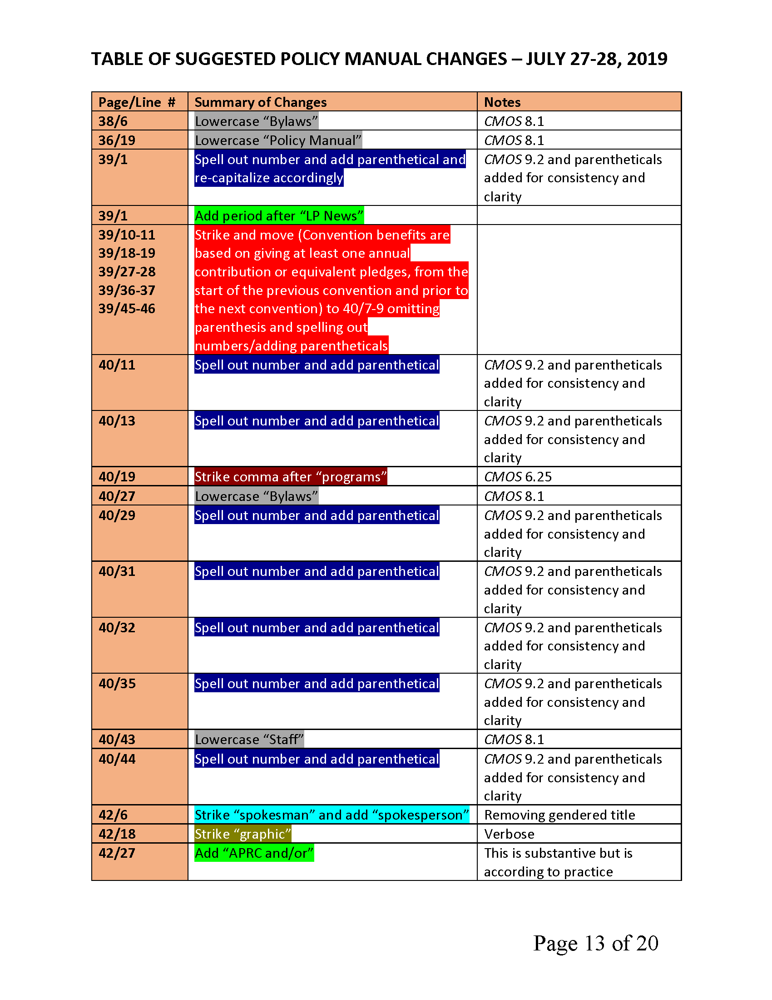 TABLE OF SUGGESTED POLICY MANUAL CHANGES – JULY 27-28, 2019
Page/Line # Summary of Changes Notes
38/6 Lowercase “Bylaws” CMOS 8.1
36/19 Lowercase “Policy Manual” CMOS 8.1
39/1 Spell out number and add parenthetical and CMOS 9.2 and parentheticals
re-capitalize accordingly added for consistency and
clarity
39/1 Add period after “LP News”
39/10-11 Strike and move (Convention benefits are
39/18-19 based on giving at least one annual
39/27-28 contribution or equivalent pledges, from the
39/36-37 start of the previous convention and prior to
39/45-46 the next convention) to 40/7-9 omitting
parenthesis and spelling out
numbers/adding parentheticals
40/11 Spell out number and add parenthetical CMOS 9.2 and parentheticals
added for consistency and
clarity
40/13 Spell out number and add parenthetical CMOS 9.2 and parentheticals
added for consistency and
clarity
40/19 Strike comma after “programs” CMOS 6.25
40/27 Lowercase “Bylaws” CMOS 8.1
40/29 Spell out number and add parenthetical CMOS 9.2 and parentheticals
added for consistency and
clarity
40/31 Spell out number and add parenthetical CMOS 9.2 and parentheticals
added for consistency and
clarity
40/32 Spell out number and add parenthetical CMOS 9.2 and parentheticals
added for consistency and
clarity
40/35 Spell out number and add parenthetical CMOS 9.2 and parentheticals
added for consistency and
clarity
40/43 Lowercase “Staff” CMOS 8.1
40/44 Spell out number and add parenthetical CMOS 9.2 and parentheticals
added for consistency and
clarity
42/6 Strike “spokesman” and add “spokesperson” Removing gendered title
42/18 Strike “graphic” Verbose
42/27 Add “APRC and/or” This is substantive but is
according to practice
Page 13 of 20